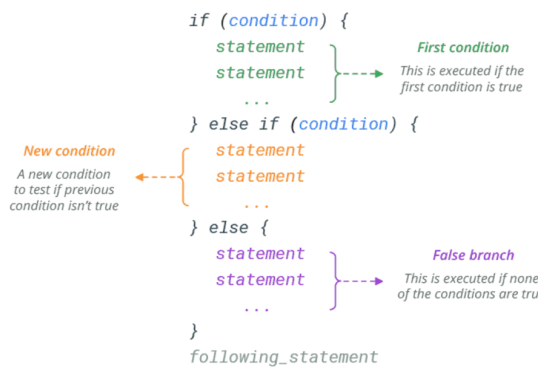 if (condition) {
statement
statement
...
First condition
This is executed if the
first condition is true
} else if (condition) {
New condition
A new condition
to test if previous
condition isn't true
statement
statement
...
} else {
statement
statement
...
False branch
This is executed if none
of the conditions are tru
}
following_statement